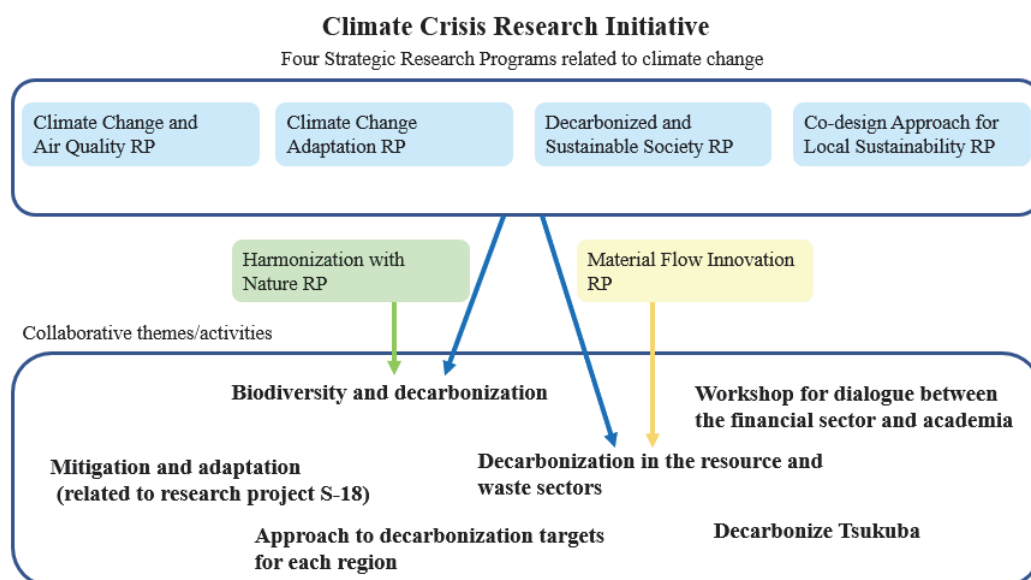 Climate Crisis Research Initiative
Four Strategic Research Programs related to climate change
Climate Change and
Air Quality RP
Climate Change
Adaptation RP
Decarbonized and
Sustainable Society RP
Co-design Approach for
Local Sustainability RP
Harmonization with
Nature RP
Material Flow Innovation
RP
Collaborative themes/activities
Biodiversity and decarbonization
Workshop for dialogue between
the financial sector and academia
Mitigation and adaptation
(related to research project S-18)
Decarbonization in the resource and
waste sectors
Approach to decarbonization targets
for each region
Decarbonize Tsukuba